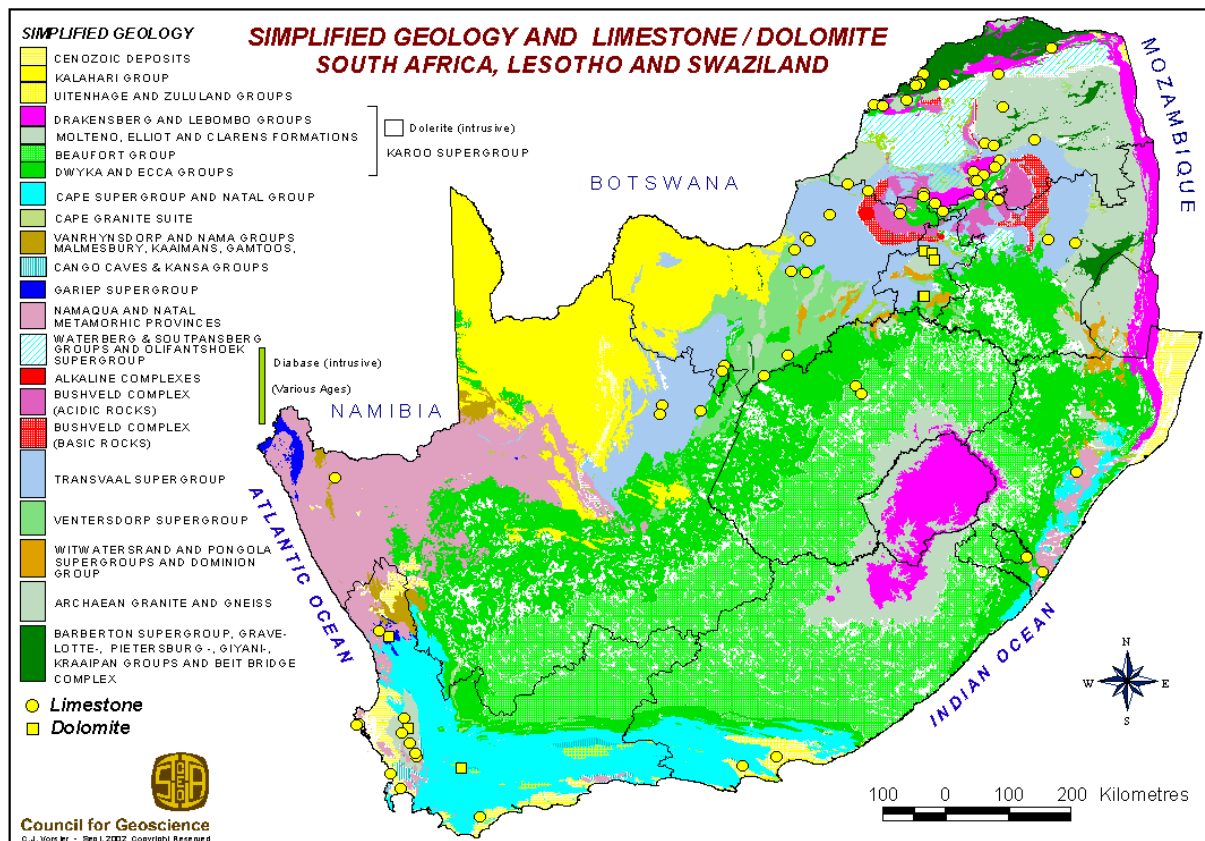 SIMPLIFIED GEOLOGY AND LIMESTONE / DOLOMITE
SOUTH AFRICA, LESOTHO AND SWAZILAND
SIMPLIFIED GEOLOGY
CENOZOIC DEPOSITS
KALAHARI GROUP
UITENHAGE AND ZULULAND GROUPS
DRAKENSBERG AND LEBOMBO GROUPS
MOLTENO, ELLIOT AND CLARENS FORMATIONS
BEAUFORT GROUP
DWYKA AND ECCA GROUPS
Dolerite (intrusive)
KAROO SUPERGROUP
CAPE SUPERGROUP AND NATAL GROUP
CAPE GRANITE SUITE
VANRHYNSDORP AND NAMA GROUPS
MALMESBURY, KAAIMANS, GAMTOOS,
CANGO CAVES & KANSA GROUPS
GARIEP SUPERGROUP
NAMAQUA AND NATAL
METAMORHIC PROVINCES
WATERBERG & SOUTPANSBERG
GROUPS AND OLIFANTSHOEK
SUPERGROUP
Diabase (intrusive)
(Various Ages)
ALKALINE COMPLEXES
BUSHVELD COMPLEX
(ACIDIC ROCKS)
BUSHVELD COMPLEX
(BASIC ROCKS)
TRANSVAAL SUPERGROUP
VENTERSDORP SUPERGROUP
WITWATERSRAND AND PONGOLA
SUPERGROUPS AND DOMINION
GROUP
ARCHAEAN GRANITE AND GNEISS
BARBERTON SUPERGROUP, GRAVE-
LOTTE-, PIETERSBURG -, GIYANI-,
KRAAIPAN GROUPS AND BEIT BRIDGE
COMPLEX
Limestone
Dolomite
Council for Geoscience
C.J. Vorster - Sept. 2002 Copyright Reserved
BOTSWANA
MOZAMBIQUE
NAMIBIA
ATLANTIC OCEAN
INDIAN OCEAN
N
W E
S
100 0 100 200 Kilometres